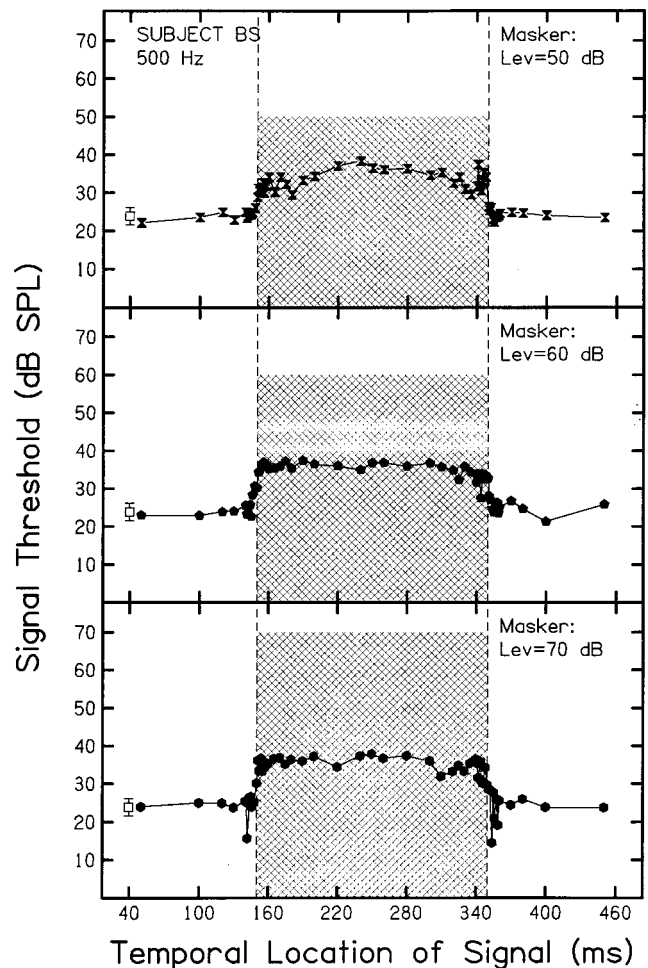 SUBJECT BS
500 Hz
Masker:
Lev=50 dB
70
60
50
40
30
20
10
Masker:
Lev=60 dB
70
60
50
40
30
20
10
Masker:
Lev=70 dB
70
60
50
40
30
20
10
40 100 160 220 280 340 400 460
Signal Threshold (dB SPL)
Temporal Location of Signal (ms)